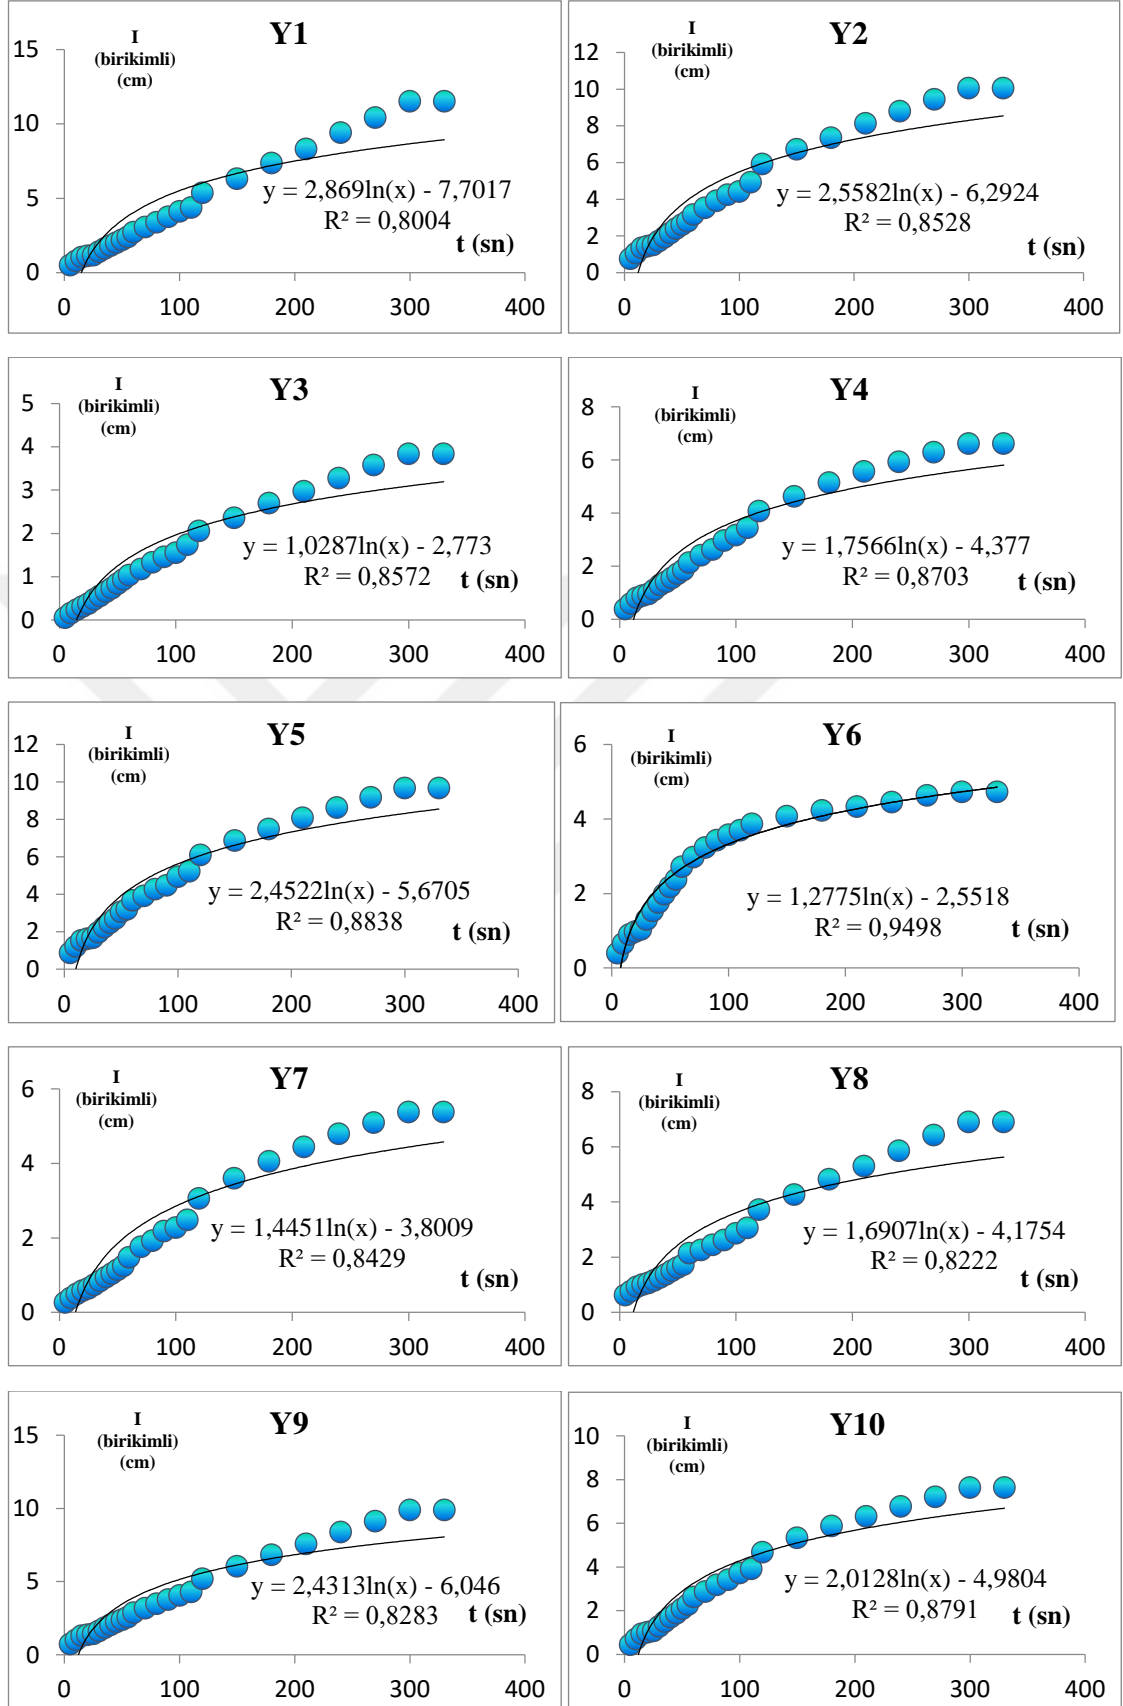 Y1
I
(birikimli)
(cm)
15
10
5
0
y = 2,869ln(x) - 7,7017
R² = 0,8004
t (sn)
0 100 200 300 400
Y2
I
(birikimli)
(cm)
12
10
8
6
4
2
0
y = 2,5582ln(x) - 6,2924
R² = 0,8528
t (sn)
0 100 200 300 400
Y3
I
(birikimli)
(cm)
5
4
3
2
1
0
y = 1,0287ln(x) - 2,773
R² = 0,8572
t (sn)
0 100 200 300 400
Y4
I
(birikimli)
(cm)
8
6
4
2
0
y = 1,7566ln(x) - 4,377
R² = 0,8703
t (sn)
0 100 200 300 400
Y5
I
(birikimli)
(cm)
12
10
8
6
4
2
0
y = 2,4522ln(x) - 5,6705
R² = 0,8838
t (sn)
0 100 200 300 400
Y6
I
(birikimli)
(cm)
6
4
2
0
y = 1,2775ln(x) - 2,5518
R² = 0,9498
t (sn)
0 100 200 300 400
Y7
I
(birikimli)
(cm)
6
4
2
0
y = 1,4451ln(x) - 3,8009
R² = 0,8429
t (sn)
0 100 200 300 400
Y8
I
(birikimli)
(cm)
8
6
4
2
0
y = 1,6907ln(x) - 4,1754
R² = 0,8222
t (sn)
0 100 200 300 400
Y9
I
(birikimli)
(cm)
15
10
5
0
y = 2,4313ln(x) - 6,046
R² = 0,8283
t (sn)
0 100 200 300 400
Y10
I
(birikimli)
(cm)
10
8
6
4
2
0
y = 2,0128ln(x) - 4,9804
R² = 0,8791
t (sn)
0 100 200 300 400